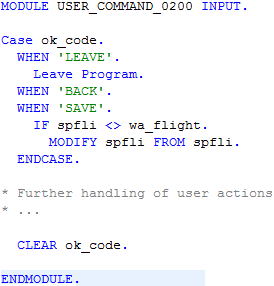 MODULE USER_COMMAND_0200 INPUT.
Case ok_code.
WHEN 'LEAVE'.
Leave Program.
WHEN 'BACK'.
WHEN 'SAVE'.
IF spfli <> wa_flight.
MODIFY spfli FROM spfli.
ENDCASE.
* Further handling of user actions
* ...
CLEAR ok_code.
ENDMODULE.